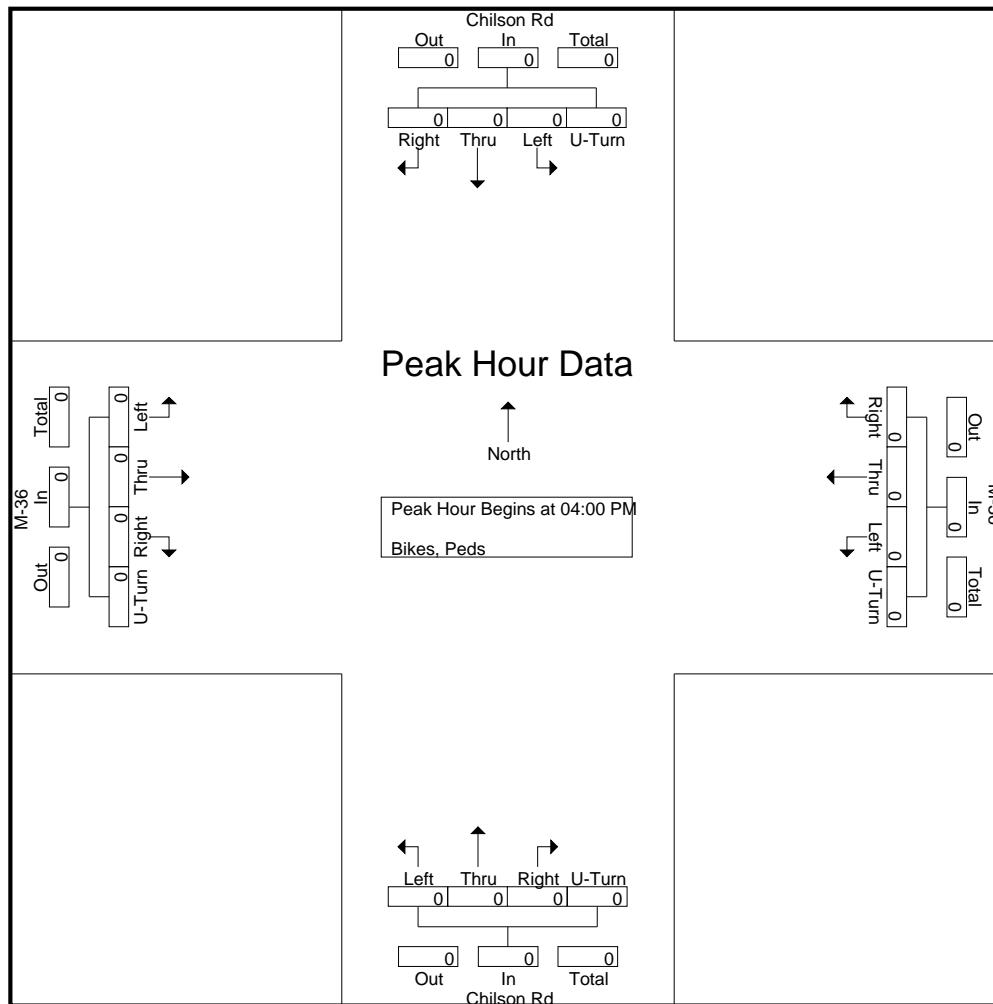 Chilson Rd
Out In Total
0 0 0
0 0 0 0
Right Thru Left U-Turn
Peak Hour Data
North
Peak Hour Begins at 04:00 PM
Bikes, Peds
M-36
Total In Out
0 0 0
0 0 0 0
Left Thru Right U-Turn
Right Thru Left U-Turn
0 0 0 0
0 0 0
Out In Total
Left Thru Right U-Turn
0 0 0 0
0 0 0
Out In Total
Chilson Rd